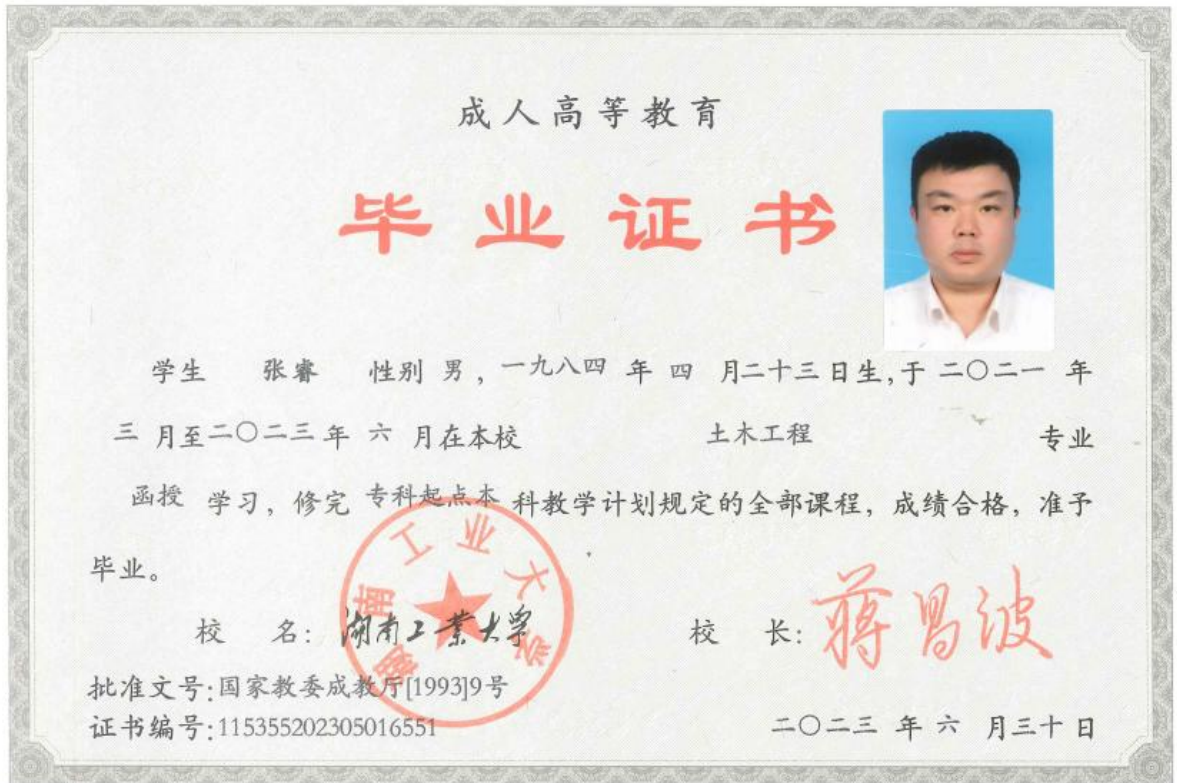 成人高等教育
毕业证书
学生 张睿 性别 男，一九八四 年 四 月二十三日生，于 二〇二一 年
三 月至二〇二三年 六 月在本校 土木工程 专业
函授 学习，修完 专科起点本 科教学计划规定的全部课程，成绩合格，准予
毕业。
湖南工业大学
校 名：湖南工业大学 校 长：蒋昌波
批准文号:国家教委成教厅[1993]9号
证书编号:115355202305016551 二〇二三 年 六 月三十日